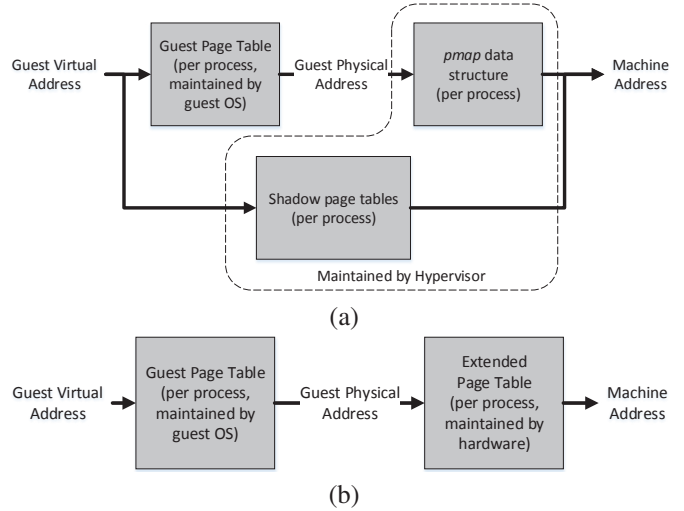 Guest Virtual
Address
Guest Page Table
(per process,
maintained by
guest OS)
Guest Physical
Address
pmap data
structure
(per process)
Machine
Address
Shadow page tables
(per process)
Maintained by Hypervisor
(a)
Guest Virtual
Address
Guest Page Table
(per process,
maintained by
guest OS)
Guest Physical
Address
Extended
Page Table
(per process,
maintained by
hardware)
Machine
Address
(b)